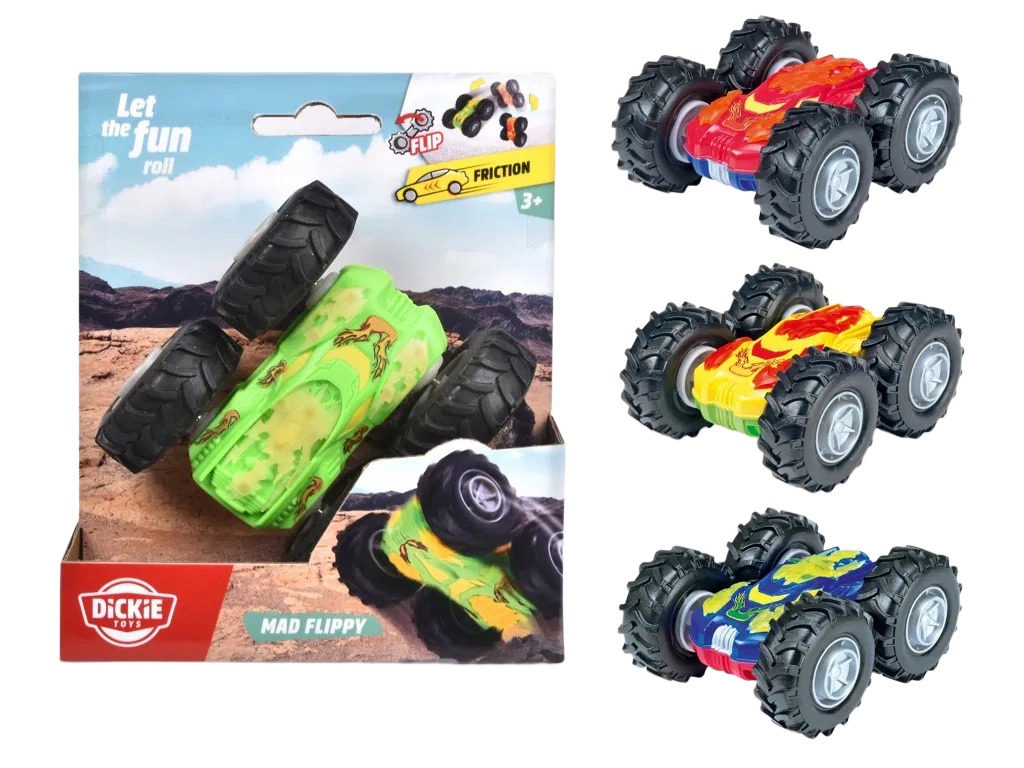 Let
the fun
roll
FLIP
FRICTION
3+
DICKIE
TOYS
MAD FLIPPY